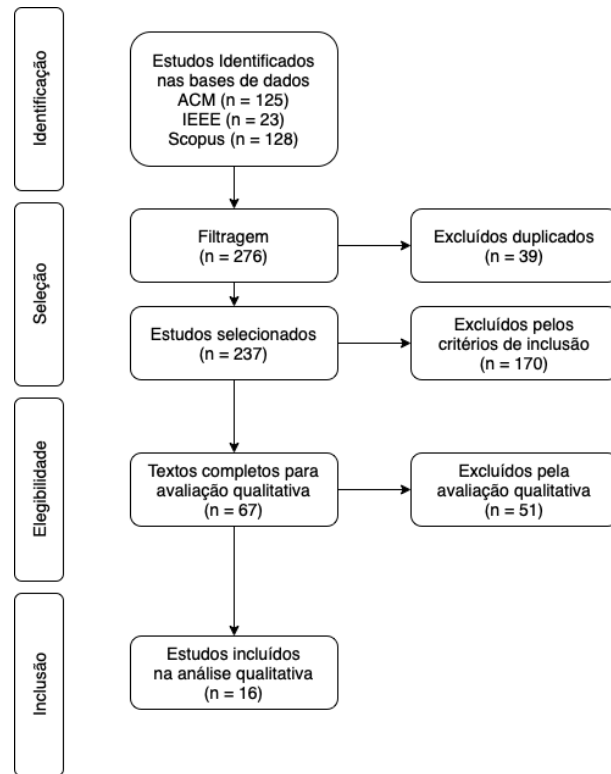 Identificação
Estudos Identificados
nas bases de dados
ACM (n = 125)
IEEE (n = 23)
Scopus (n = 128)
Seleção
Filtragem
(n = 276)
Excluídos duplicados
(n = 39)
Estudos selecionados
(n = 237)
Excluídos pelos
critérios de inclusão
(n = 170)
Elegibilidade
Textos completos para
avaliação qualitativa
(n = 67)
Excluídos pela
avaliação qualitativa
(n = 51)
Inclusão
Estudos incluídos
na análise qualitativa
(n = 16)